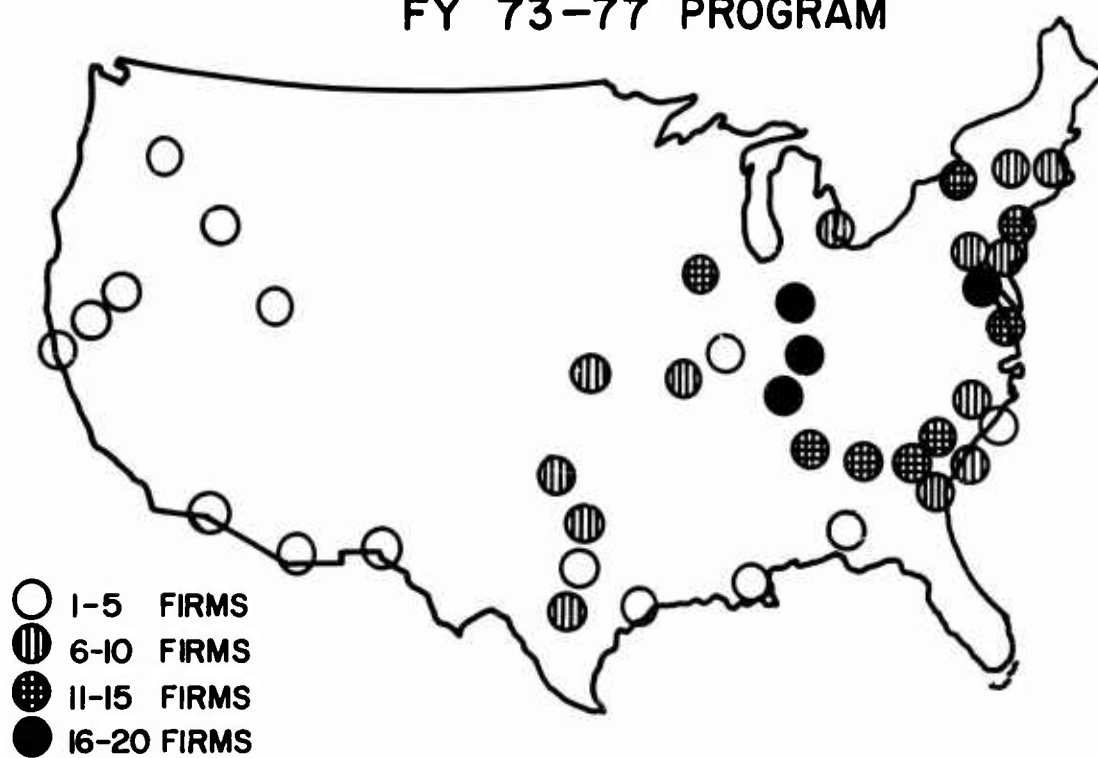 FY 73-77 PROGRAM
1-5 FIRMS
6-10 FIRMS
11-15 FIRMS
16-20 FIRMS